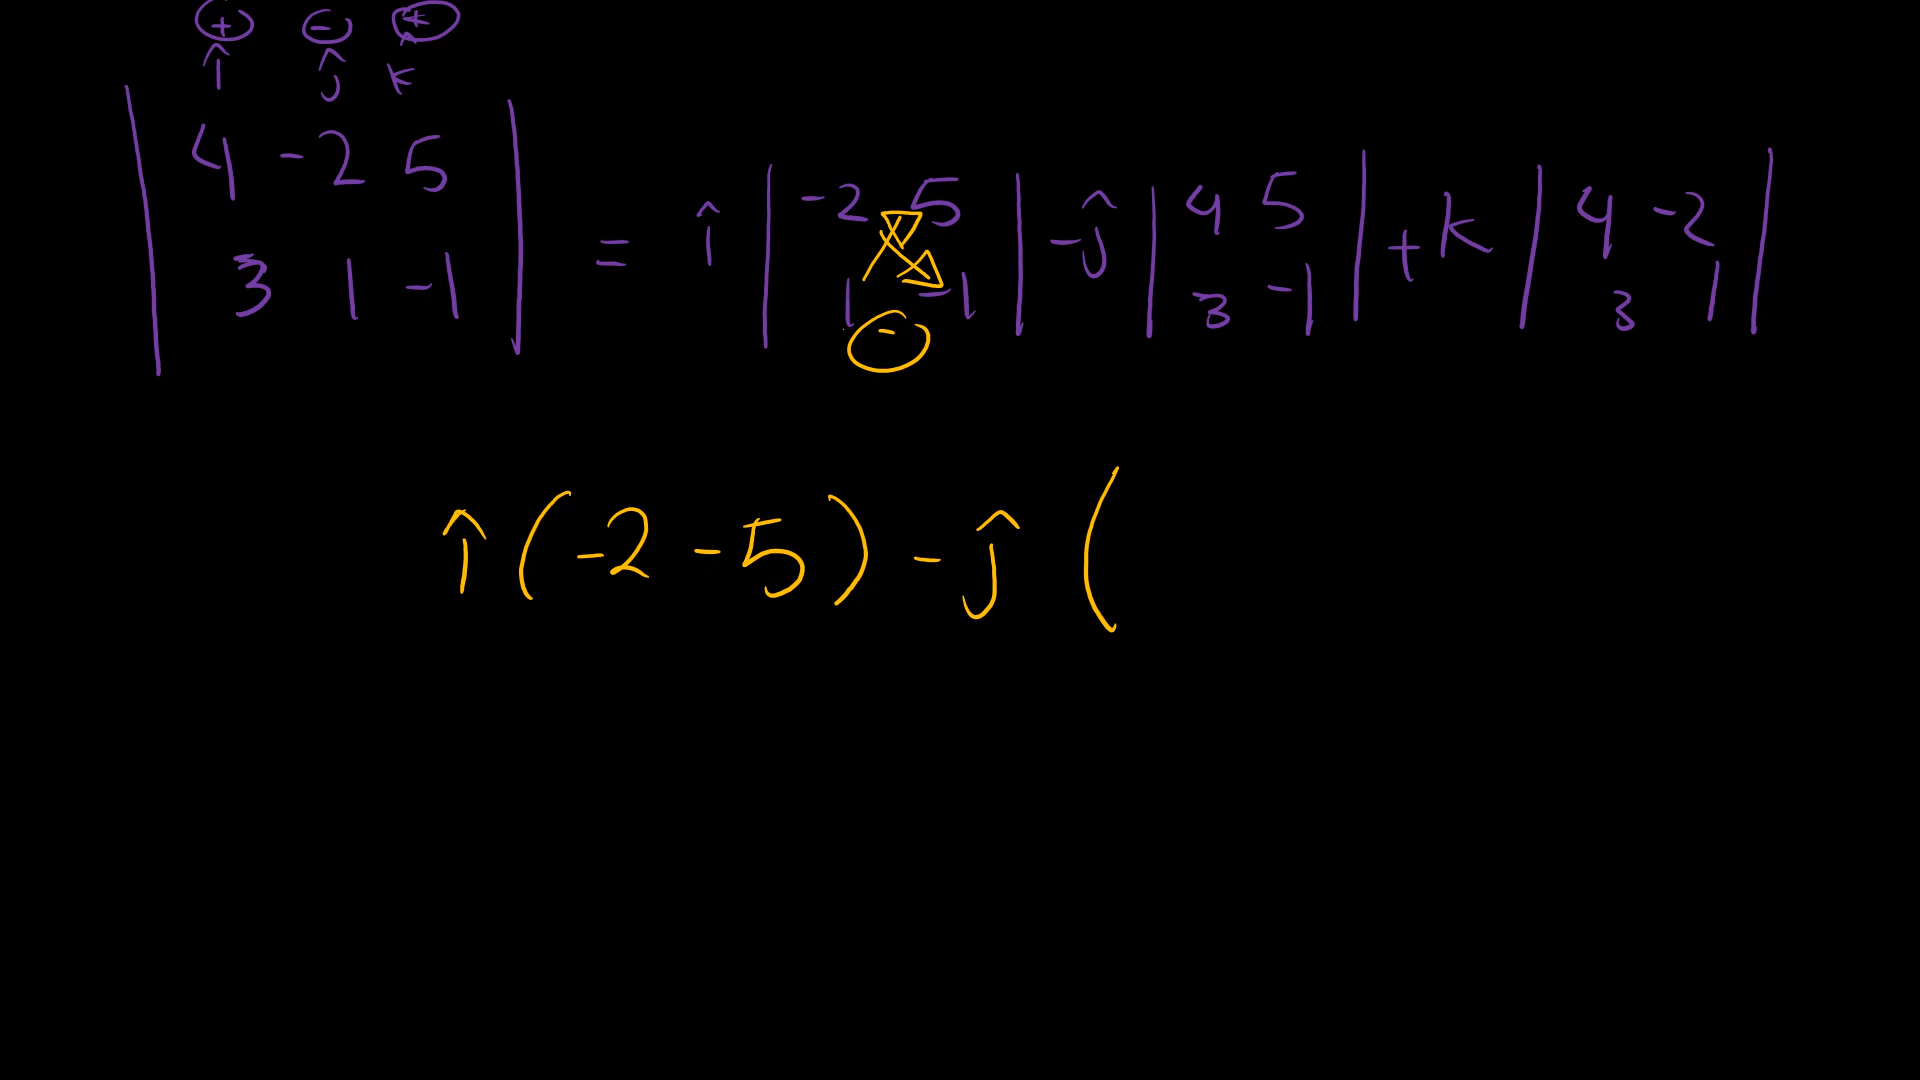 + - +
î ĵ k̂
| 4 -2 5 |
| 3 1 -1 | = î | -2 5 | - ĵ | 4 5 | + k | 4 -2 |
| 1 -1 | | 3 -1 | | 3 1 |
-
î (-2 - 5) - ĵ (